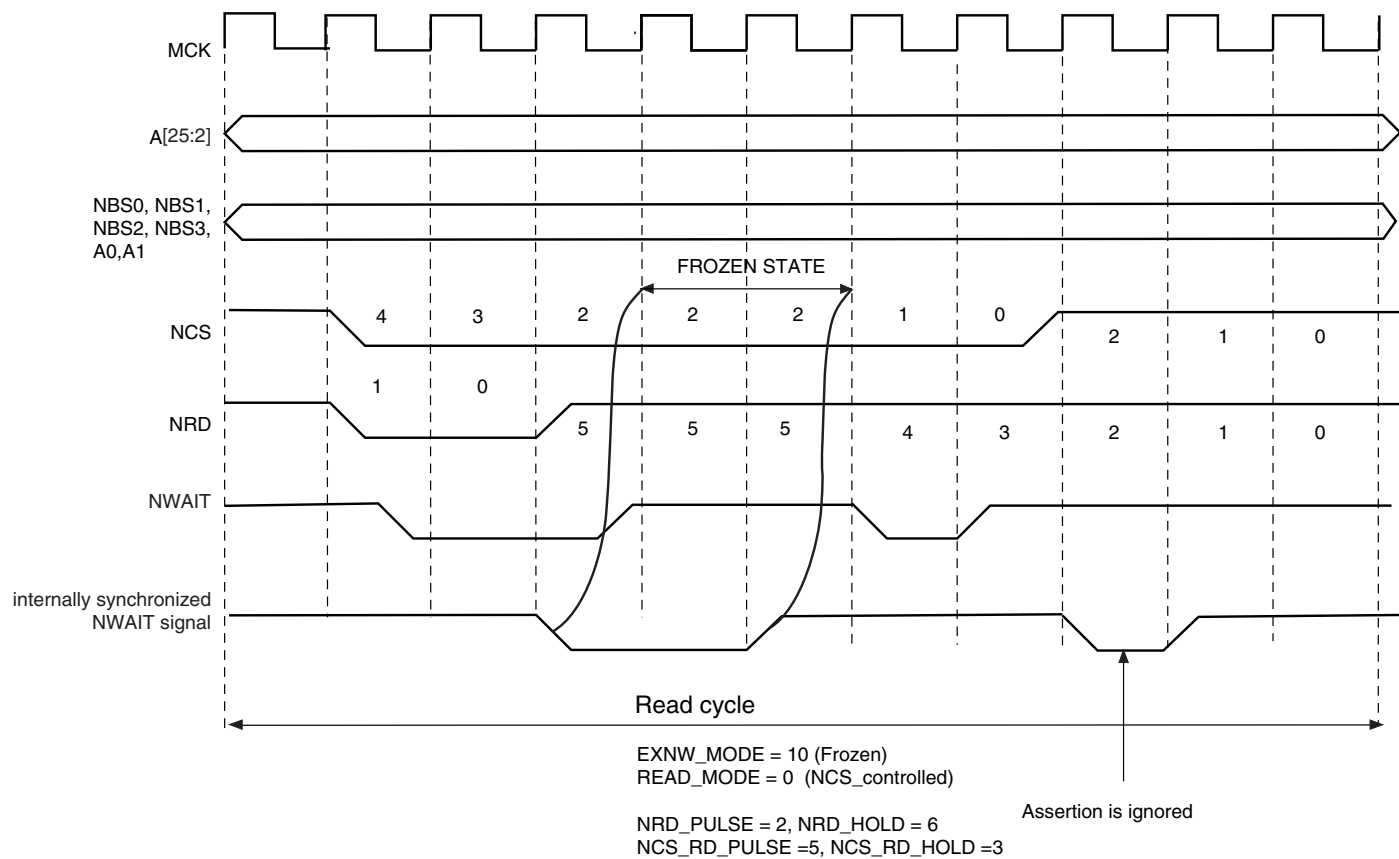 MCK
A[25:2]
NBS0, NBS1,
NBS2, NBS3,
A0,A1
FROZEN STATE
4 3 2 2 2 1 0
NCS
2 1 0
1 0
NRD
5 5 5 4 3 2 1 0
NWAIT
internally synchronized
NWAIT signal
Read cycle
EXNW_MODE = 10 (Frozen)
READ_MODE = 0 (NCS_controlled)
Assertion is ignored
NRD_PULSE = 2, NRD_HOLD = 6
NCS_RD_PULSE =5, NCS_RD_HOLD =3